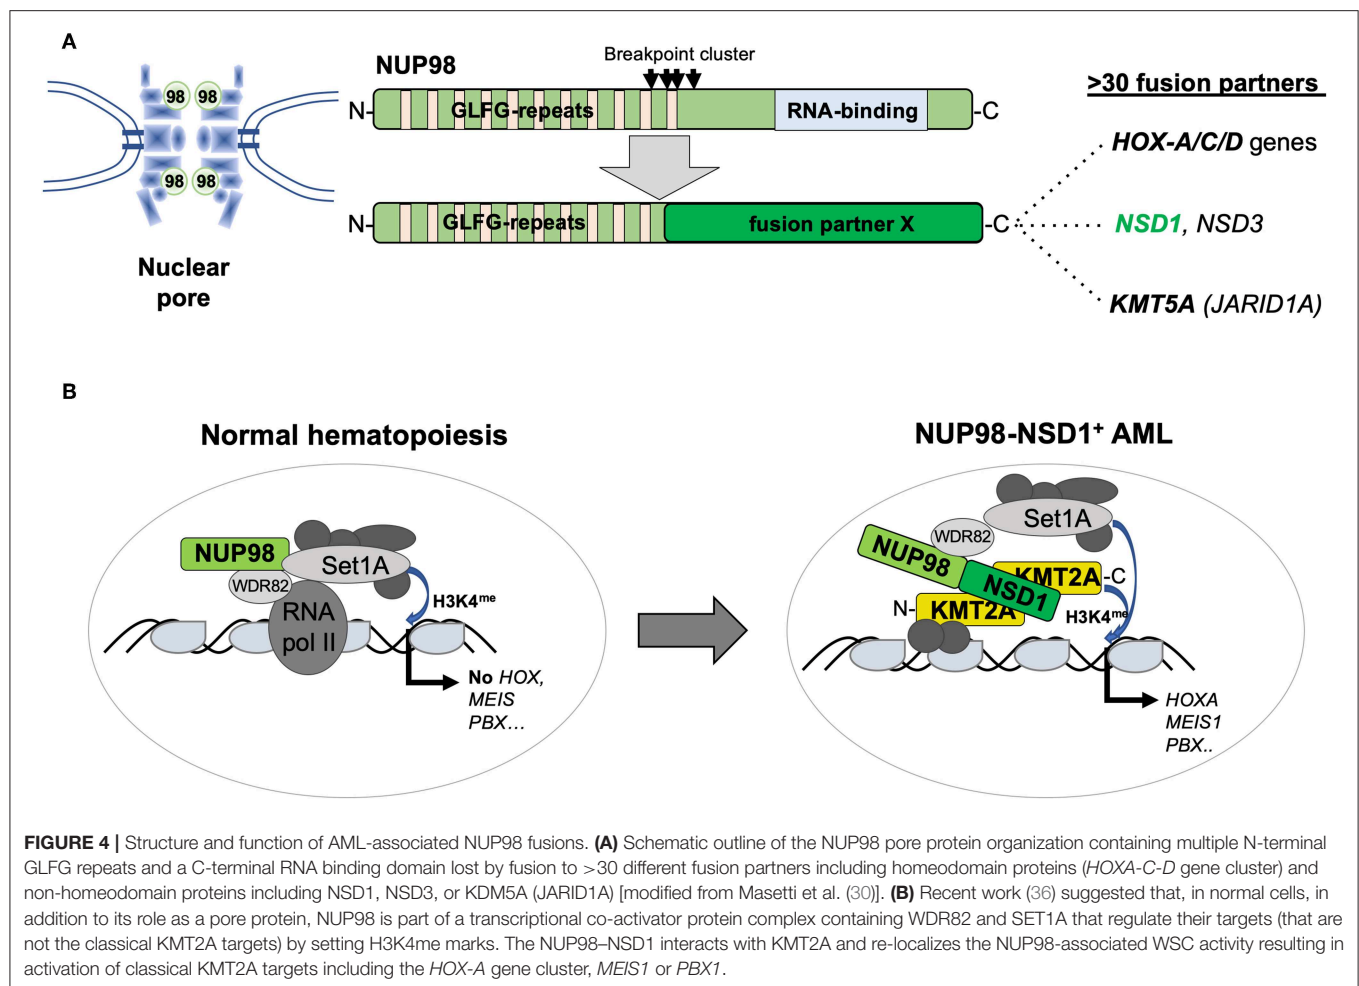 A
Breakpoint cluster
NUP98
>30 fusion partners
98 98
N- GLFG-repeats RNA-binding -C
HOX-A/C/D genes
98 98
N- GLFG-repeats fusion partner X -C
NSD1, NSD3
Nuclear
pore
KMT5A (JARID1A)
B
Normal hematopoiesis
NUP98
Set1A
WDR82
H3K4me
RNA
pol II
No HOX,
MEIS
PBX...
NUP98-NSD1+ AML
Set1A
WDR82
NUP98
NSD1
KMT2A -C
N- KMT2A
H3K4me
HOXA
MEIS1
PBX..
FIGURE 4 | Structure and function of AML-associated NUP98 fusions. (A) Schematic outline of the NUP98 pore protein organization containing multiple N-terminal
GLFG repeats and a C-terminal RNA binding domain lost by fusion to >30 different fusion partners including homeodomain proteins (HOXA-C-D gene cluster) and
non-homeodomain proteins including NSD1, NSD3, or KDM5A (JARID1A) [modified from Masetti et al. (30)]. (B) Recent work (36) suggested that, in normal cells, in
addition to its role as a pore protein, NUP98 is part of a transcriptional co-activator protein complex containing WDR82 and SET1A that regulate their targets (that are
not the classical KMT2A targets) by setting H3K4me marks. The NUP98–NSD1 interacts with KMT2A and re-localizes the NUP98-associated WSC activity resulting in
activation of classical KMT2A targets including the HOX-A gene cluster, MEIS1 or PBX1.